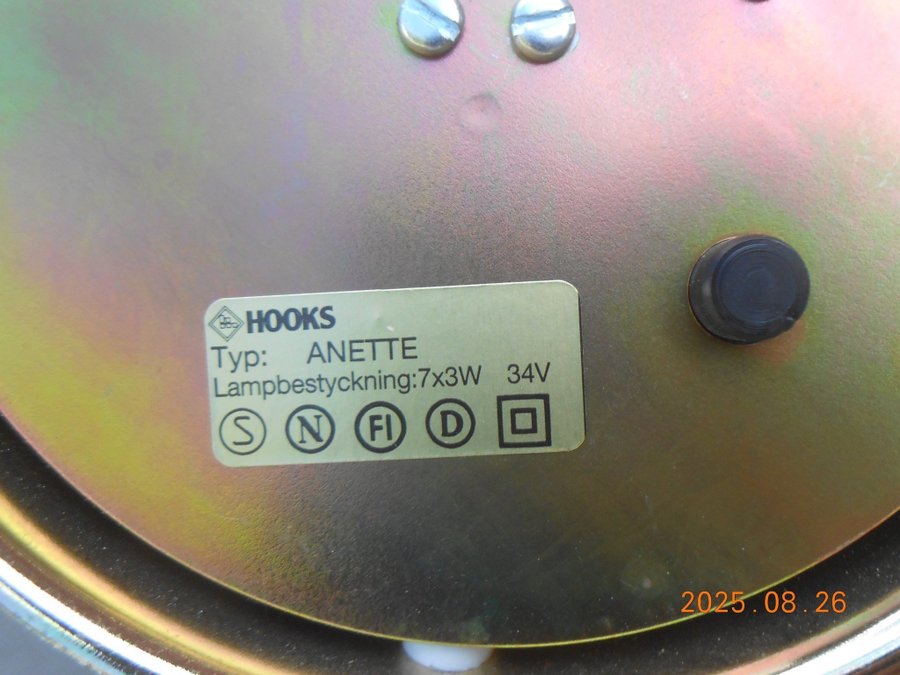 HOOKS
Typ: ANETTE
Lampbestyckning:7x3W 34V
S N FI D
2025.08.26